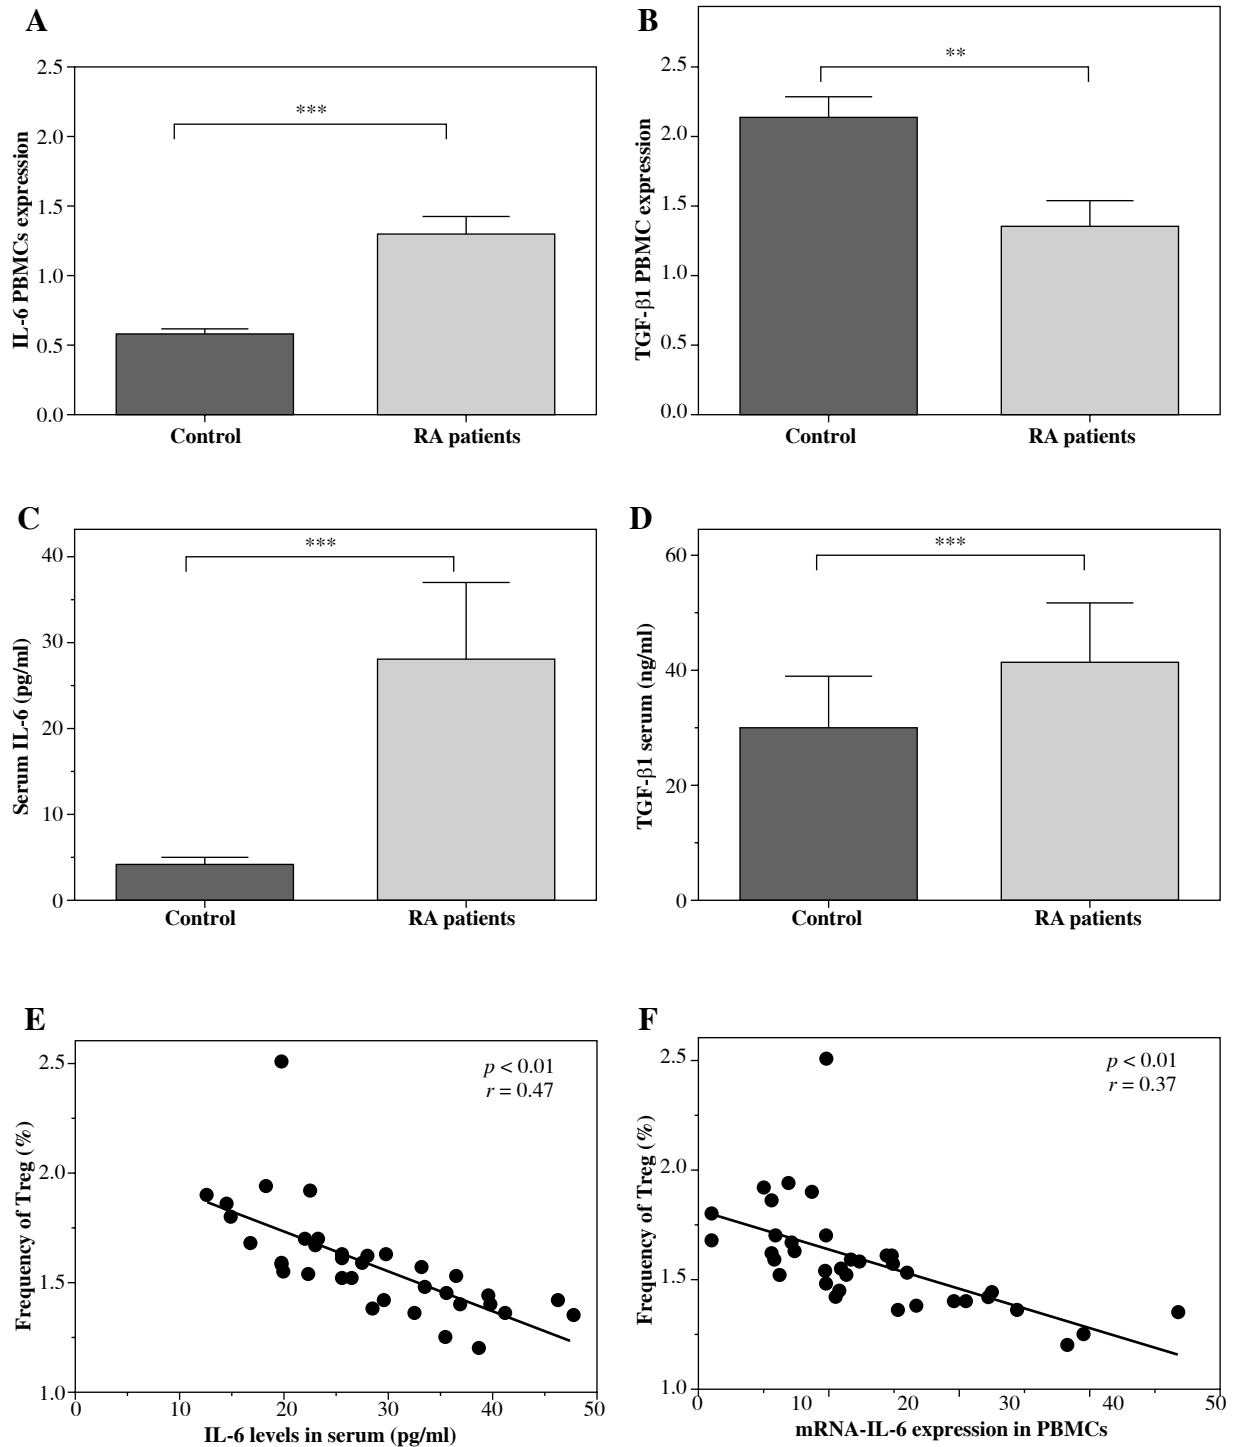 A
IL-6 PBMCs expression
2.5
2.0
1.5
1.0
0.5
0.0
***
Control
RA patients
B
TGF-β1 PBMC expression
2.5
2.0
1.5
1.0
0.5
0.0
**
Control
RA patients
C
Serum IL-6 (pg/ml)
40
30
20
10
0
***
Control
RA patients
D
TGF-β1 serum (ng/ml)
60
40
20
0
***
Control
RA patients
E
Frequency of Treg (%)
2.5
2.0
1.5
1.0
p < 0.01
r = 0.47
0 10 20 30 40 50
IL-6 levels in serum (pg/ml)
F
Frequency of Treg (%)
2.5
2.0
1.5
1.0
p < 0.01
r = 0.37
0 10 20 30 40 50
mRNA-IL-6 expression in PBMCs